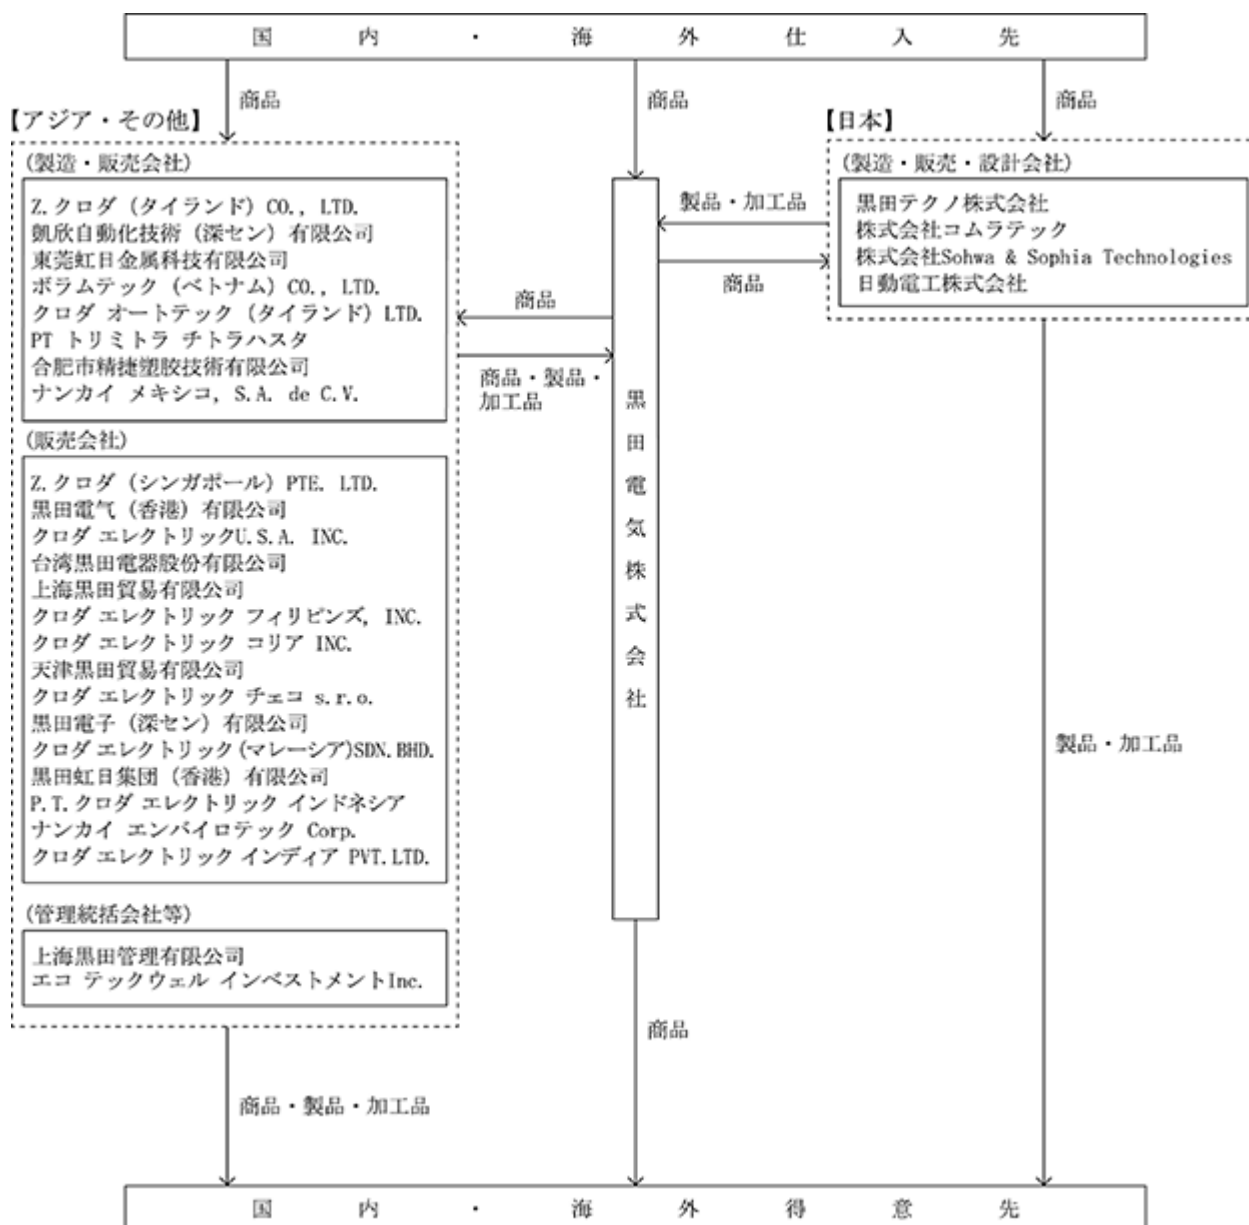 国内・海外仕入先
商品
商品
商品
【アジア・その他】
(製造・販売会社)
Z.クロダ (タイランド) CO., LTD.
凱欣自動化技術 (深セン) 有限公司
東莞虹日金属科技有限公司
ボラムテック (ベトナム) CO., LTD.
クロダ オートテック (タイランド) LTD.
PT トリミトラ チトラハスタ
合肥市精捷塑胶技術有限公司
ナンカイ メキシコ, S.A. de C.V.
(販売会社)
Z.クロダ (シンガポール) PTE. LTD.
黒田電気 (香港) 有限公司
クロダ エレクトリックU.S.A. INC.
台湾黒田電器股份有限公司
上海黒田貿易有限公司
クロダ エレクトリック フィリピンズ, INC.
クロダ エレクトリック コリア INC.
天津黒田貿易有限公司
クロダ エレクトリック チェコ s.r.o.
黒田電子 (深セン) 有限公司
クロダ エレクトリック(マレーシア)SDN.BHD.
黒田虹日集団 (香港) 有限公司
P.T.クロダ エレクトリック インドネシア
ナンカイ エンバイロテック Corp.
クロダ エレクトリック インディア PVT.LTD.
(管理統括会社等)
上海黒田管理有限公司
エコ テックウェル インベストメントInc.
商品
商品・製品・
加工品
黒田電気株式会社
製品・加工品
商品
【日本】
(製造・販売・設計会社)
黒田テクノ株式会社
株式会社コムラテック
株式会社Sohwa & Sophia Technologies
日動電工株式会社
商品・製品・加工品
商品
製品・加工品
国内・海外得意先